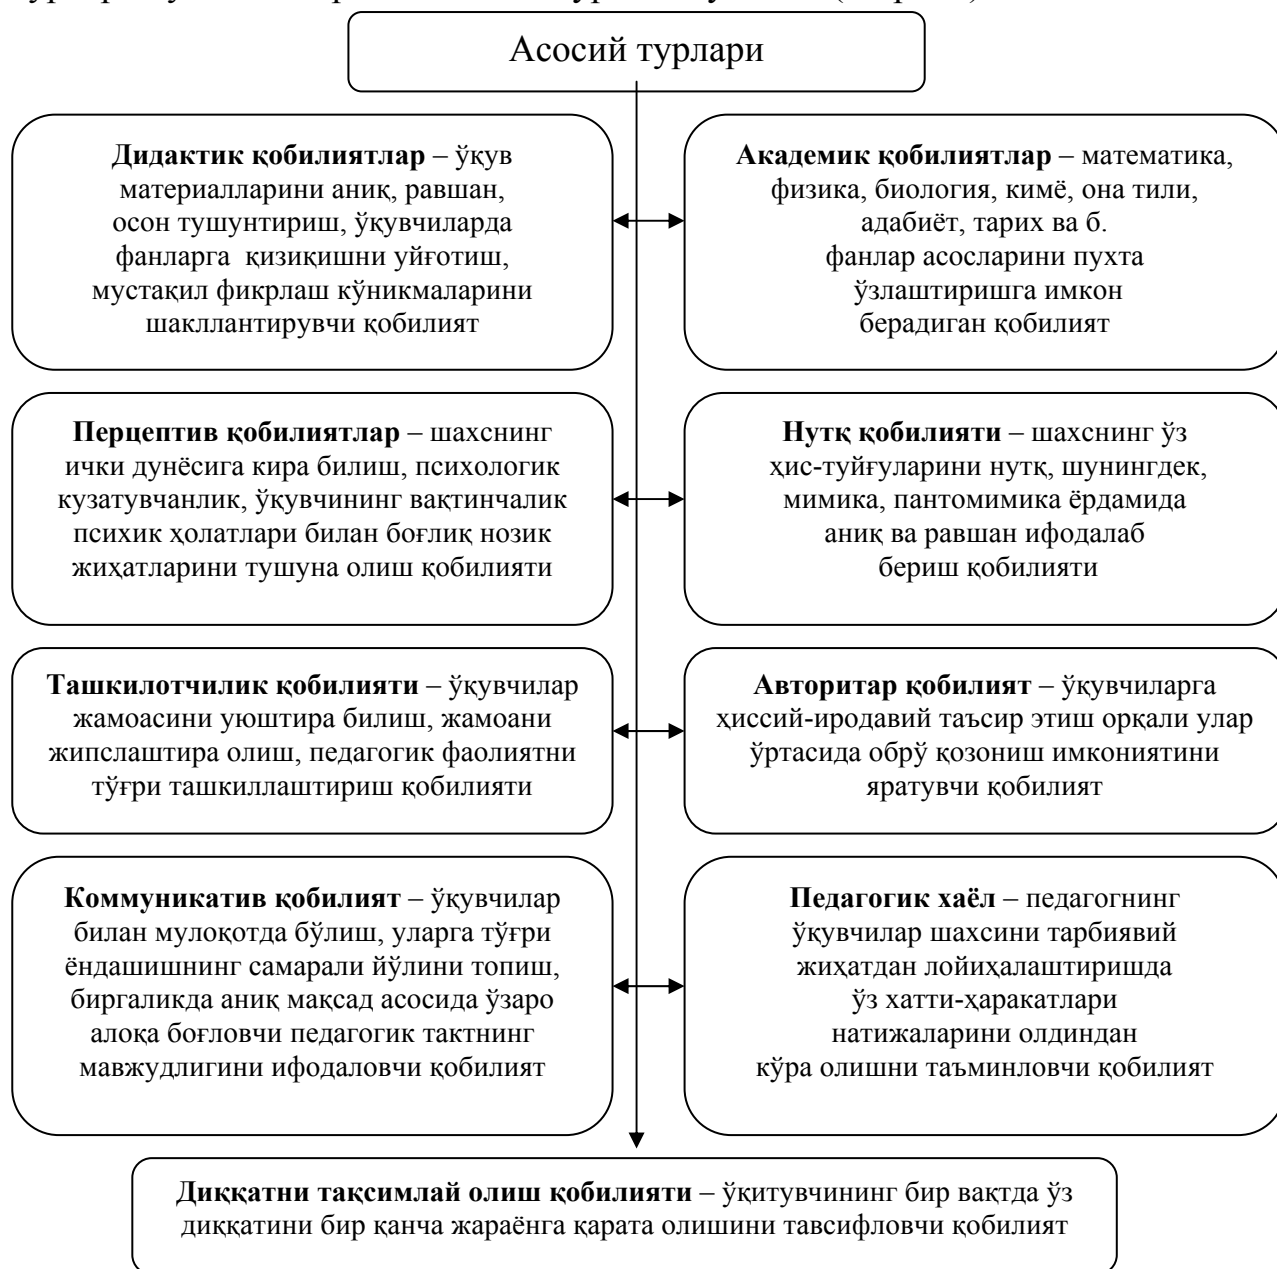 Асосий турлари
Дидактик қобилиятлар – ўқув
материалларини аниқ, равшан,
осон тушунтириш, ўқувчиларда
фанларга қизиқишни уйғотиш,
мустақил фикрлаш кўникмаларини
шакллантирувчи қобилият
Академик қобилиятлар – математика,
физика, биология, кимё, она тили,
адабиёт, тарих ва б.
фанлар асосларини пухта
ўзлаштиришга имкон
берадиган қобилият
Перцептив қобилиятлар – шахснинг
ички дунёсига кира билиш, психологик
кузатувчанлик, ўқувчининг вақтинчалик
психик ҳолатлари билан боғлиқ нозик
жиҳатларини тушуна олиш қобилияти
Нутқ қобилияти – шахснинг ўз
ҳис-туйғуларини нутқ, шунингдек,
мимика, пантомимика ёрдамида
аниқ ва равшан ифодалаб
бериш қобилияти
Ташкилотчилик қобилияти – ўқувчилар
жамоасини уюштира билиш, жамоани
жипслаштира олиш, педагогик фаолиятни
тўғри ташкиллаштириш қобилияти
Авторитар қобилият – ўқувчиларга
ҳиссий-иродавий таъсир этиш орқали улар
ўртасида обрў қозониш имкониятини
яратувчи қобилият
Коммуникатив қобилият – ўқувчилар
билан мулоқотда бўлиш, уларга тўғри
ёндашишнинг самарали йўлини топиш,
биргаликда аниқ мақсад асосида ўзаро
алоқа боғловчи педагогик тактнинг
мавжудлигини ифодаловчи қобилият
Педагогик хаёл – педагогнинг
ўқувчилар шахсини тарбиявий
жиҳатдан лойиҳалаштиришда
ўз хатти-ҳаракатлари
натижаларини олдиндан
кўра олишни таъминловчи қобилият
Диққатни тақсимлай олиш қобилияти – ўқитувчининг бир вақтда ўз
диққатини бир қанча жараёнга қарата олишини тавсифловчи қобилият